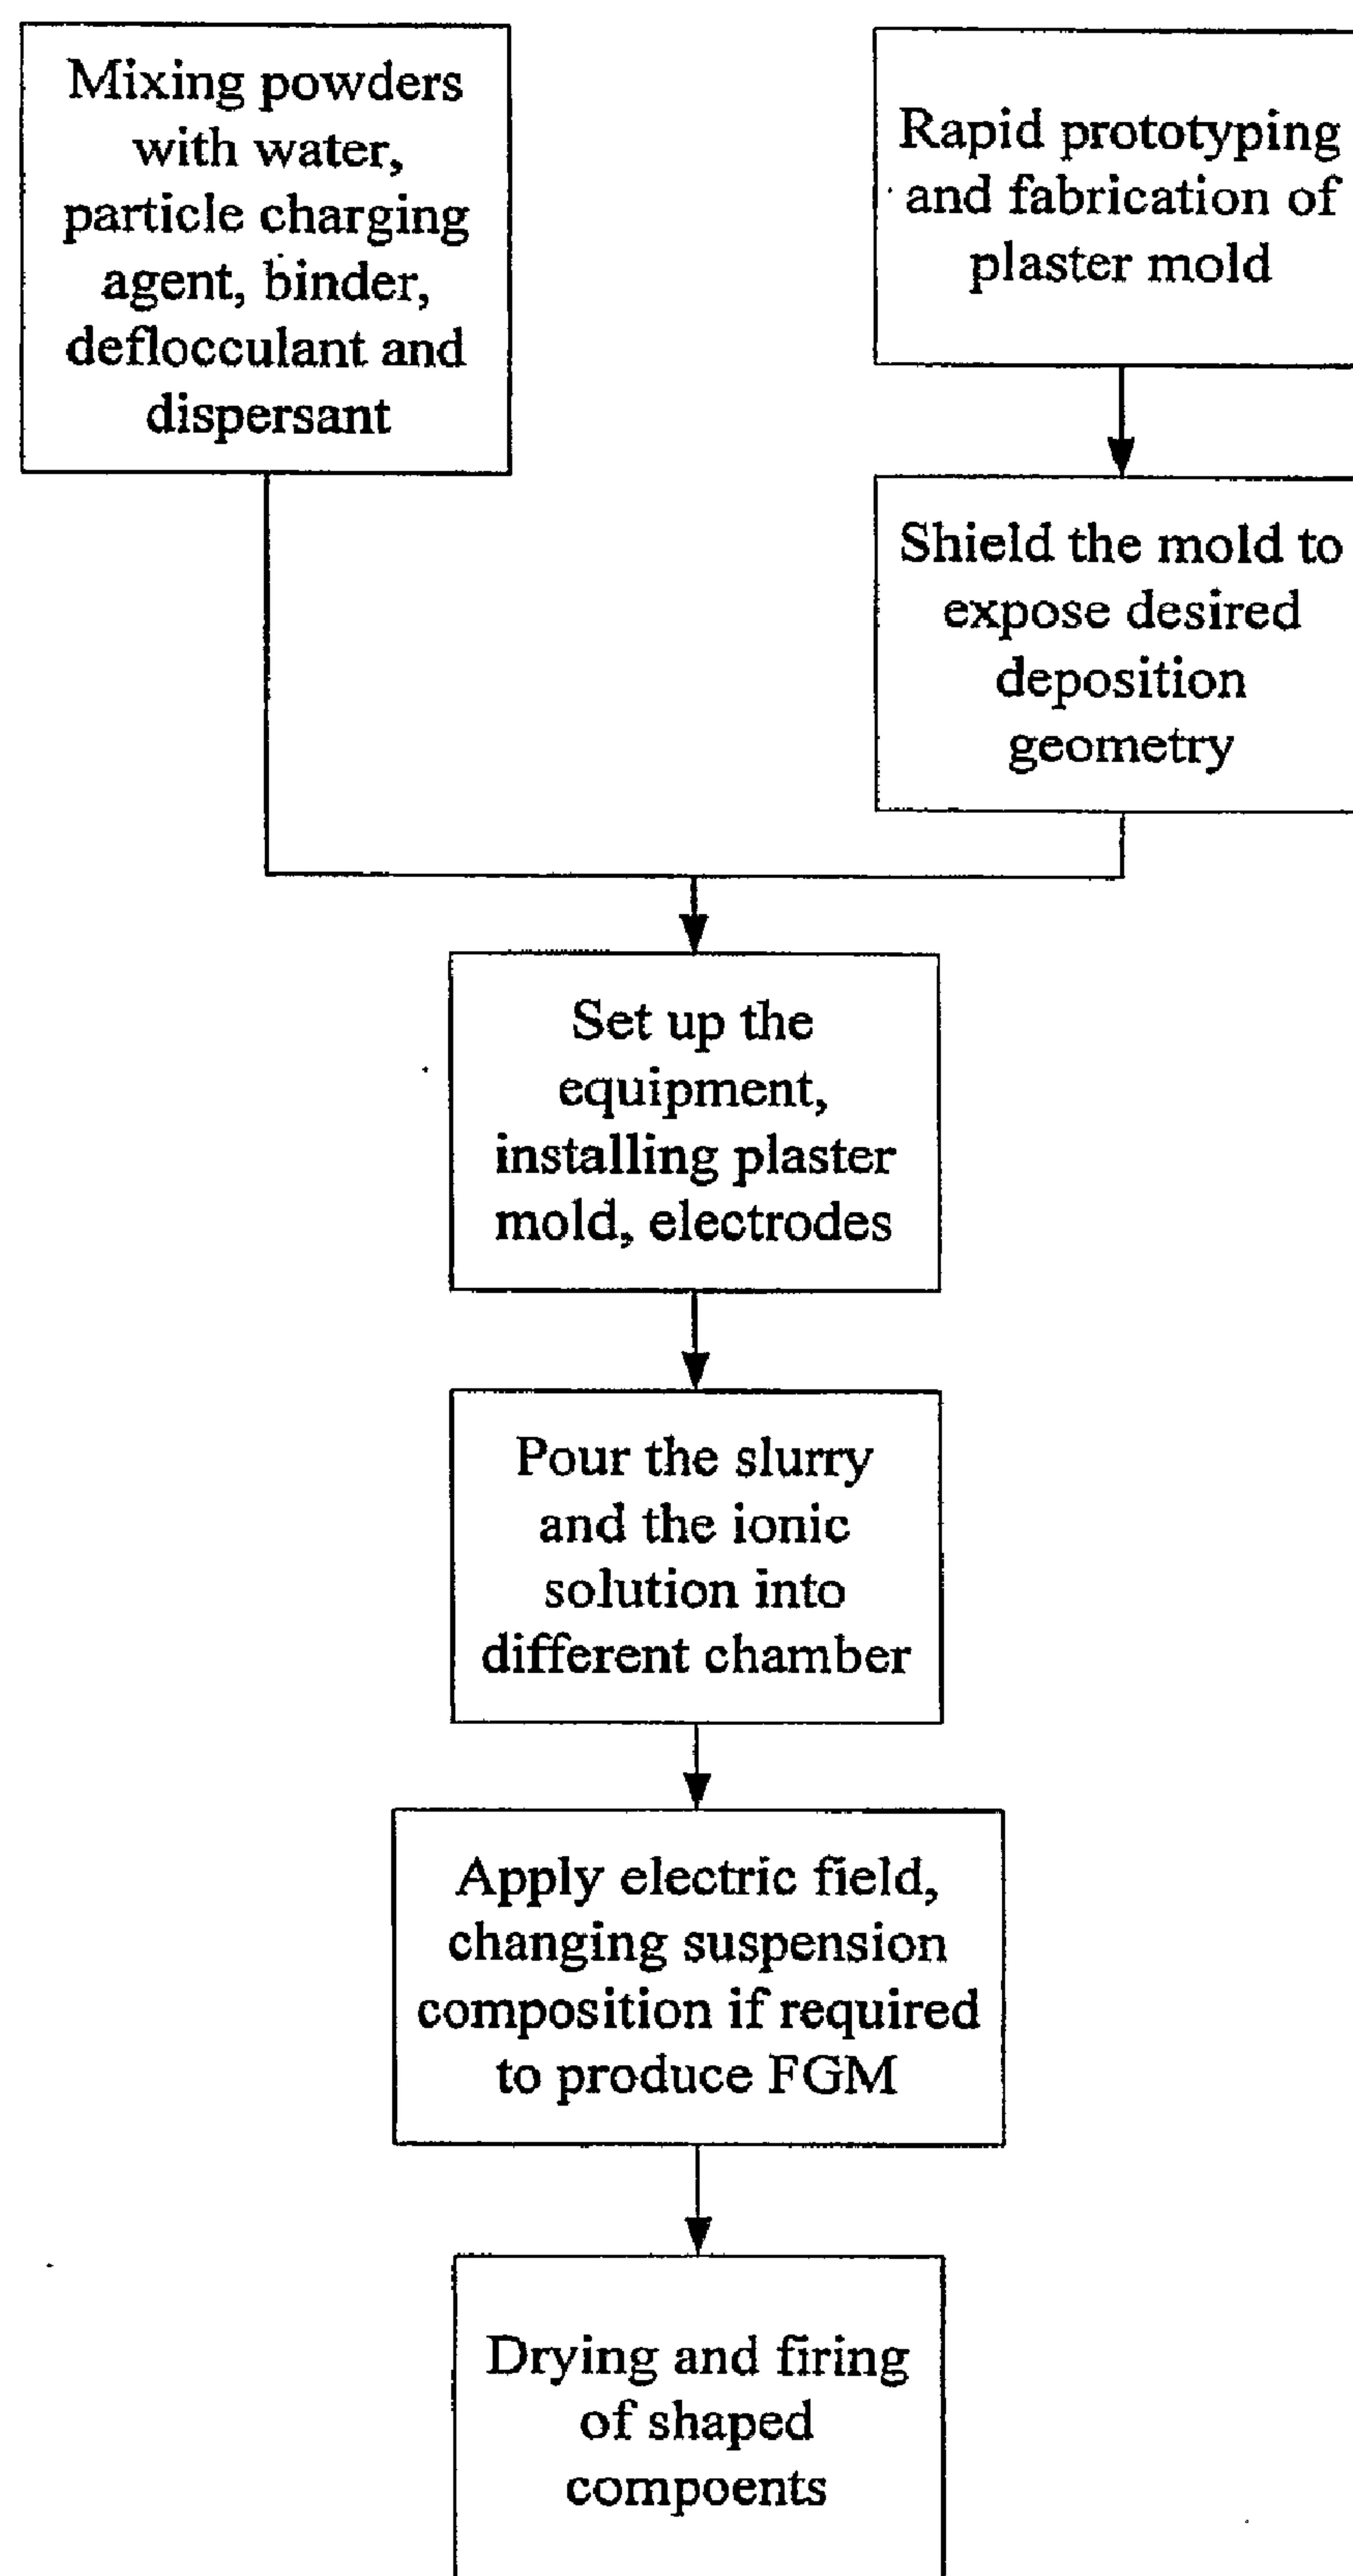 Mixing powders
with water,
particle charging
agent, binder,
deflocculant and
dispersant
Rapid prototyping
and fabrication of
plaster mold
Shield the mold to
expose desired
deposition
geometry
Set up the
equipment,
installing plaster
mold, electrodes
Pour the slurry
and the ionic
solution into
different chamber
Apply electric field,
changing suspension
composition if required
to produce FGM
Drying and firing
of shaped
compoents